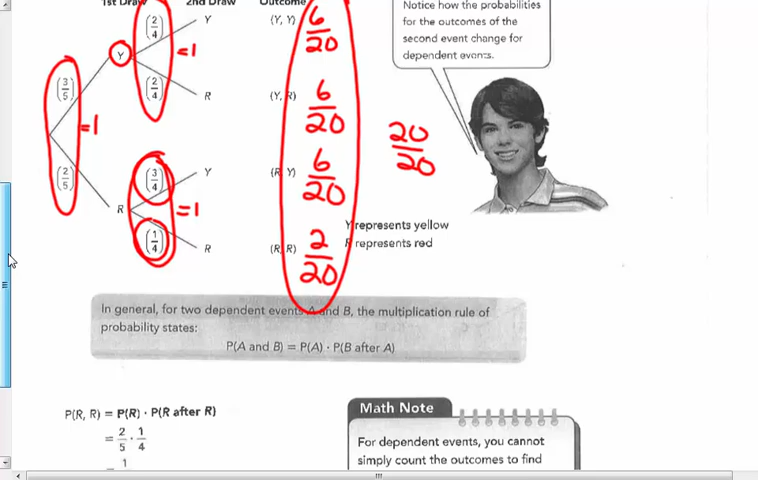 1st Draw 2nd Draw Outcome
Y (Y, Y) 6/20
(2/4)
Y = 1
(3/5) (2/4) R (Y, R) 6/20
= 1
(2/5) (3/4) Y (R, Y) 6/20
R = 1
(1/4) R (R, R) 2/20
20/20
Notice how the probabilities
for the outcomes of the
second event change for
dependent events.
Y represents yellow
R represents red
In general, for two dependent events A and B, the multiplication rule of
probability states:
P(A and B) = P(A) · P(B after A)
P(R, R) = P(R) · P(R after R)
= 2/5 · 1/4
1
Math Note
For dependent events, you cannot
simply count the outcomes to find